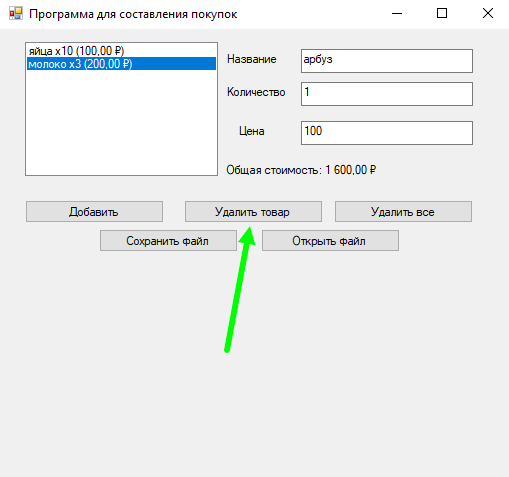 Программа для составления покупок
яйца x10 (100,00 ₽)
молоко x3 (200,00 ₽)
Название арбуз
Количество 1
Цена 100
Общая стоимость: 1 600,00 ₽
Добавить Удалить товар Удалить все
Сохранить файл Открыть файл